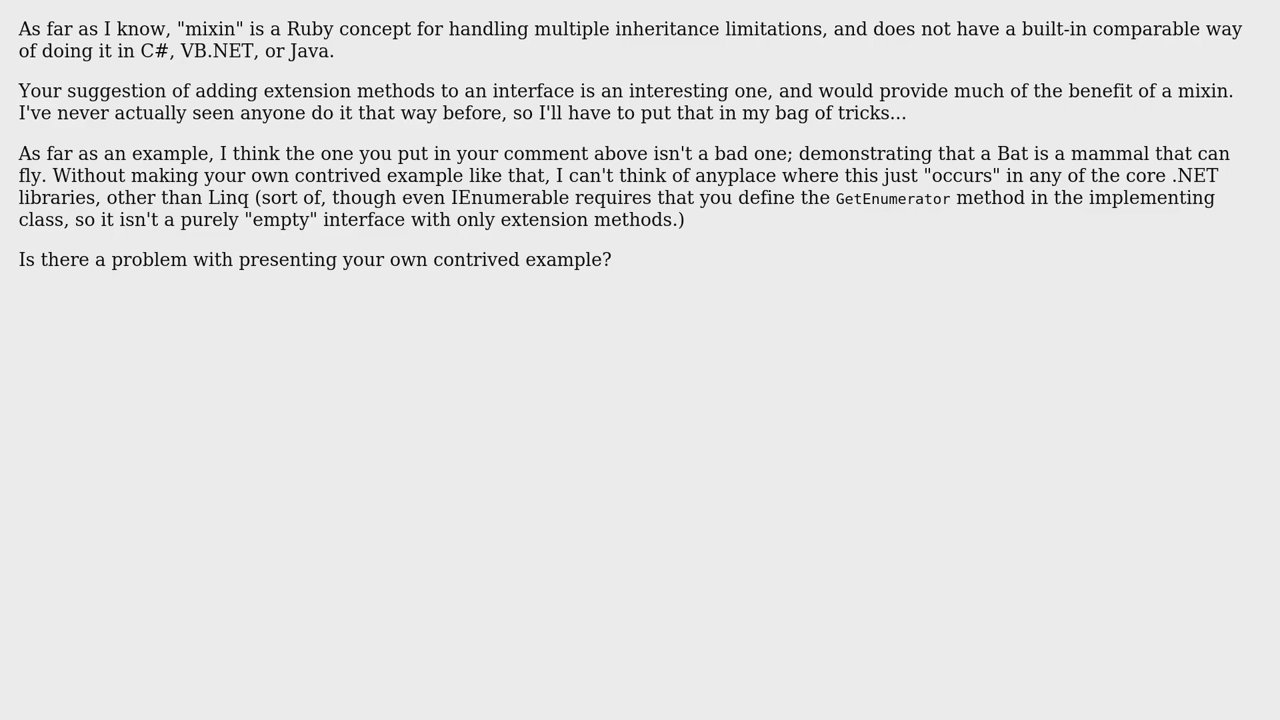 As far as I know, "mixin" is a Ruby concept for handling multiple inheritance limitations, and does not have a built-in comparable way
of doing it in C#, VB.NET, or Java.
Your suggestion of adding extension methods to an interface is an interesting one, and would provide much of the benefit of a mixin.
I've never actually seen anyone do it that way before, so I'll have to put that in my bag of tricks...
As far as an example, I think the one you put in your comment above isn't a bad one; demonstrating that a Bat is a mammal that can
fly. Without making your own contrived example like that, I can't think of anyplace where this just "occurs" in any of the core .NET
libraries, other than Linq (sort of, though even IEnumerable requires that you define the GetEnumerator method in the implementing
class, so it isn't a purely "empty" interface with only extension methods.)
Is there a problem with presenting your own contrived example?